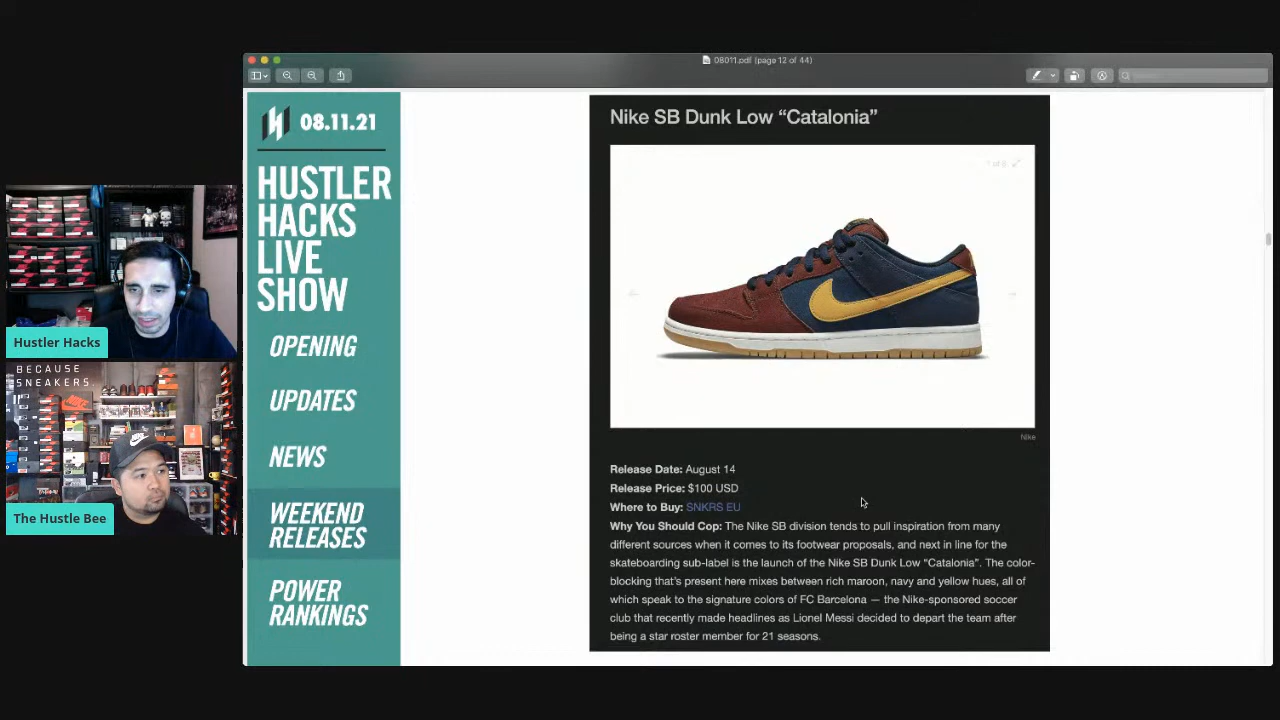 08011.pdf (page 12 of 44)
08.11.21
HUSTLER
HACKS
LIVE
SHOW
OPENING
UPDATES
NEWS
WEEKEND
RELEASES
POWER
RANKINGS
Hustler Hacks
BECAUSE
SNEAKERS.
The Hustle Bee
Nike SB Dunk Low “Catalonia”
Nike
Release Date: August 14
Release Price: $100 USD
Where to Buy: SNKRS EU
Why You Should Cop: The Nike SB division tends to pull inspiration from many
different sources when it comes to its footwear proposals, and next in line for the
skateboarding sub-label is the launch of the Nike SB Dunk Low “Catalonia”. The color-
blocking that’s present here mixes between rich maroon, navy and yellow hues, all of
which speak to the signature colors of FC Barcelona — the Nike-sponsored soccer
club that recently made headlines as Lionel Messi decided to depart the team after
being a star roster member for 21 seasons.